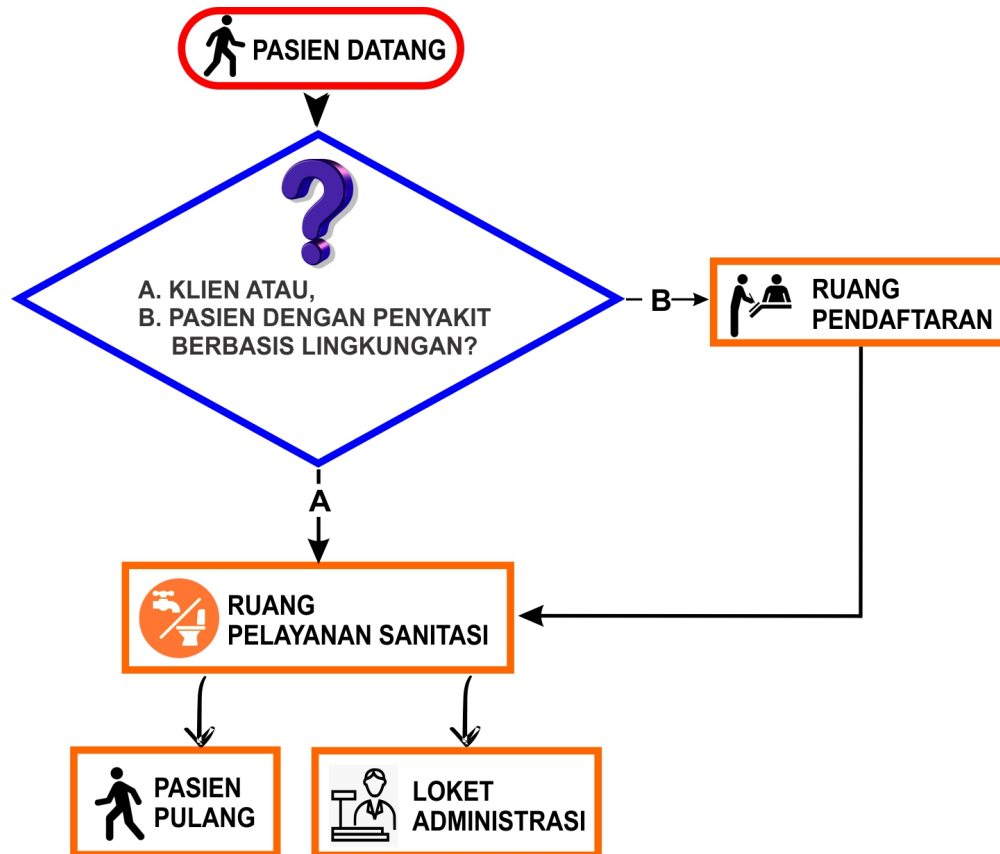 PASIEN DATANG
A. KLIEN ATAU,
B. PASIEN DENGAN PENYAKIT
BERBASIS LINGKUNGAN?
B
RUANG
PENDAFTARAN
A
RUANG
PELAYANAN SANITASI
PASIEN
PULANG
LOKET
ADMINISTRASI